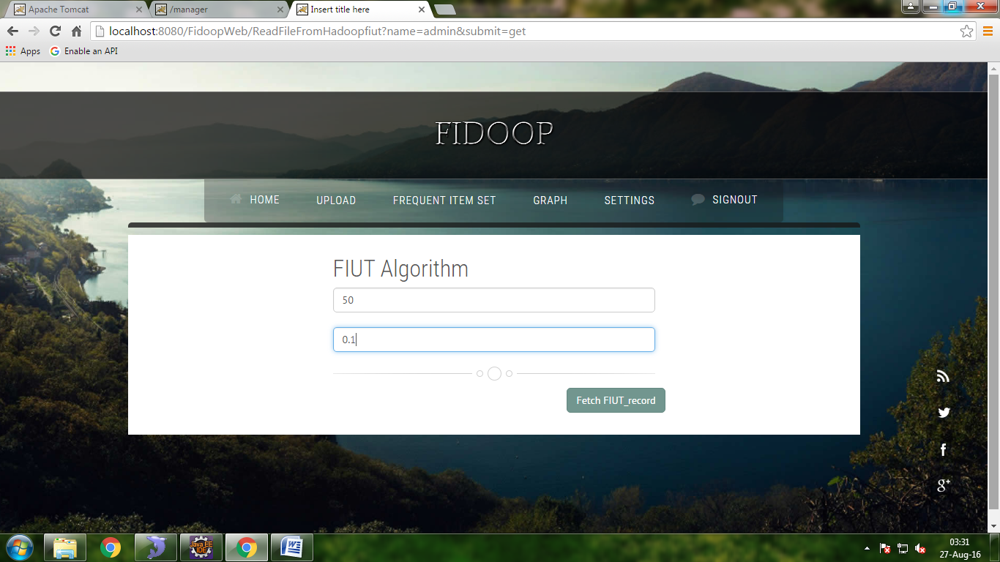 Apache Tomcat
/manager
Insert title here
localhost:8080/FidoopWeb/ReadFileFromHadoopfiut?name=admin&submit=get
Apps
Enable an API
FIDOOP
HOME
UPLOAD
FREQUENT ITEM SET
GRAPH
SETTINGS
SIGNOUT
FIUT Algorithm
50
0.1
Fetch FIUT_record
g+
Java EE
IDE
W
03:31
27-Aug-16